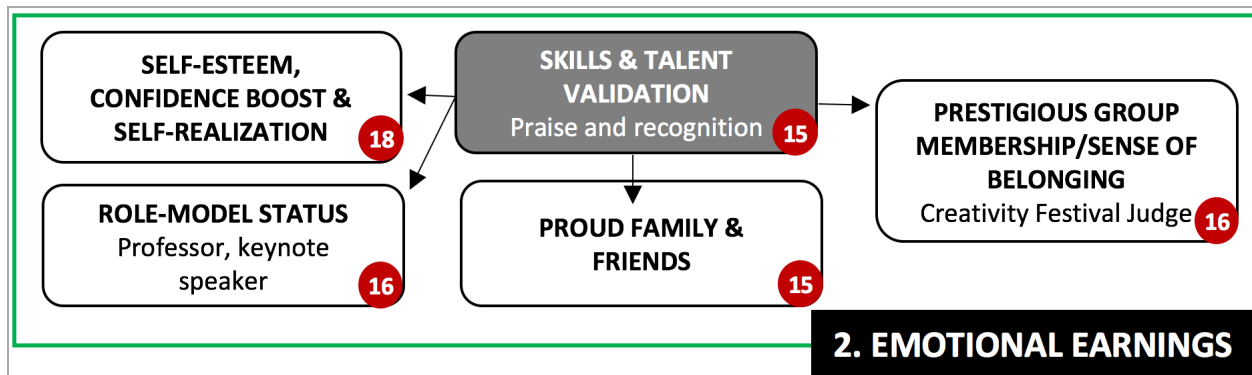 SELF-ESTEEM,
CONFIDENCE BOOST &
SELF-REALIZATION
18
SKILLS & TALENT
VALIDATION
Praise and recognition
15
PRESTIGIOUS GROUP
MEMBERSHIP/SENSE OF
BELONGING
Creativity Festival Judge
16
ROLE-MODEL STATUS
Professor, keynote
speaker
16
PROUD FAMILY &
FRIENDS
15
2. EMOTIONAL EARNINGS